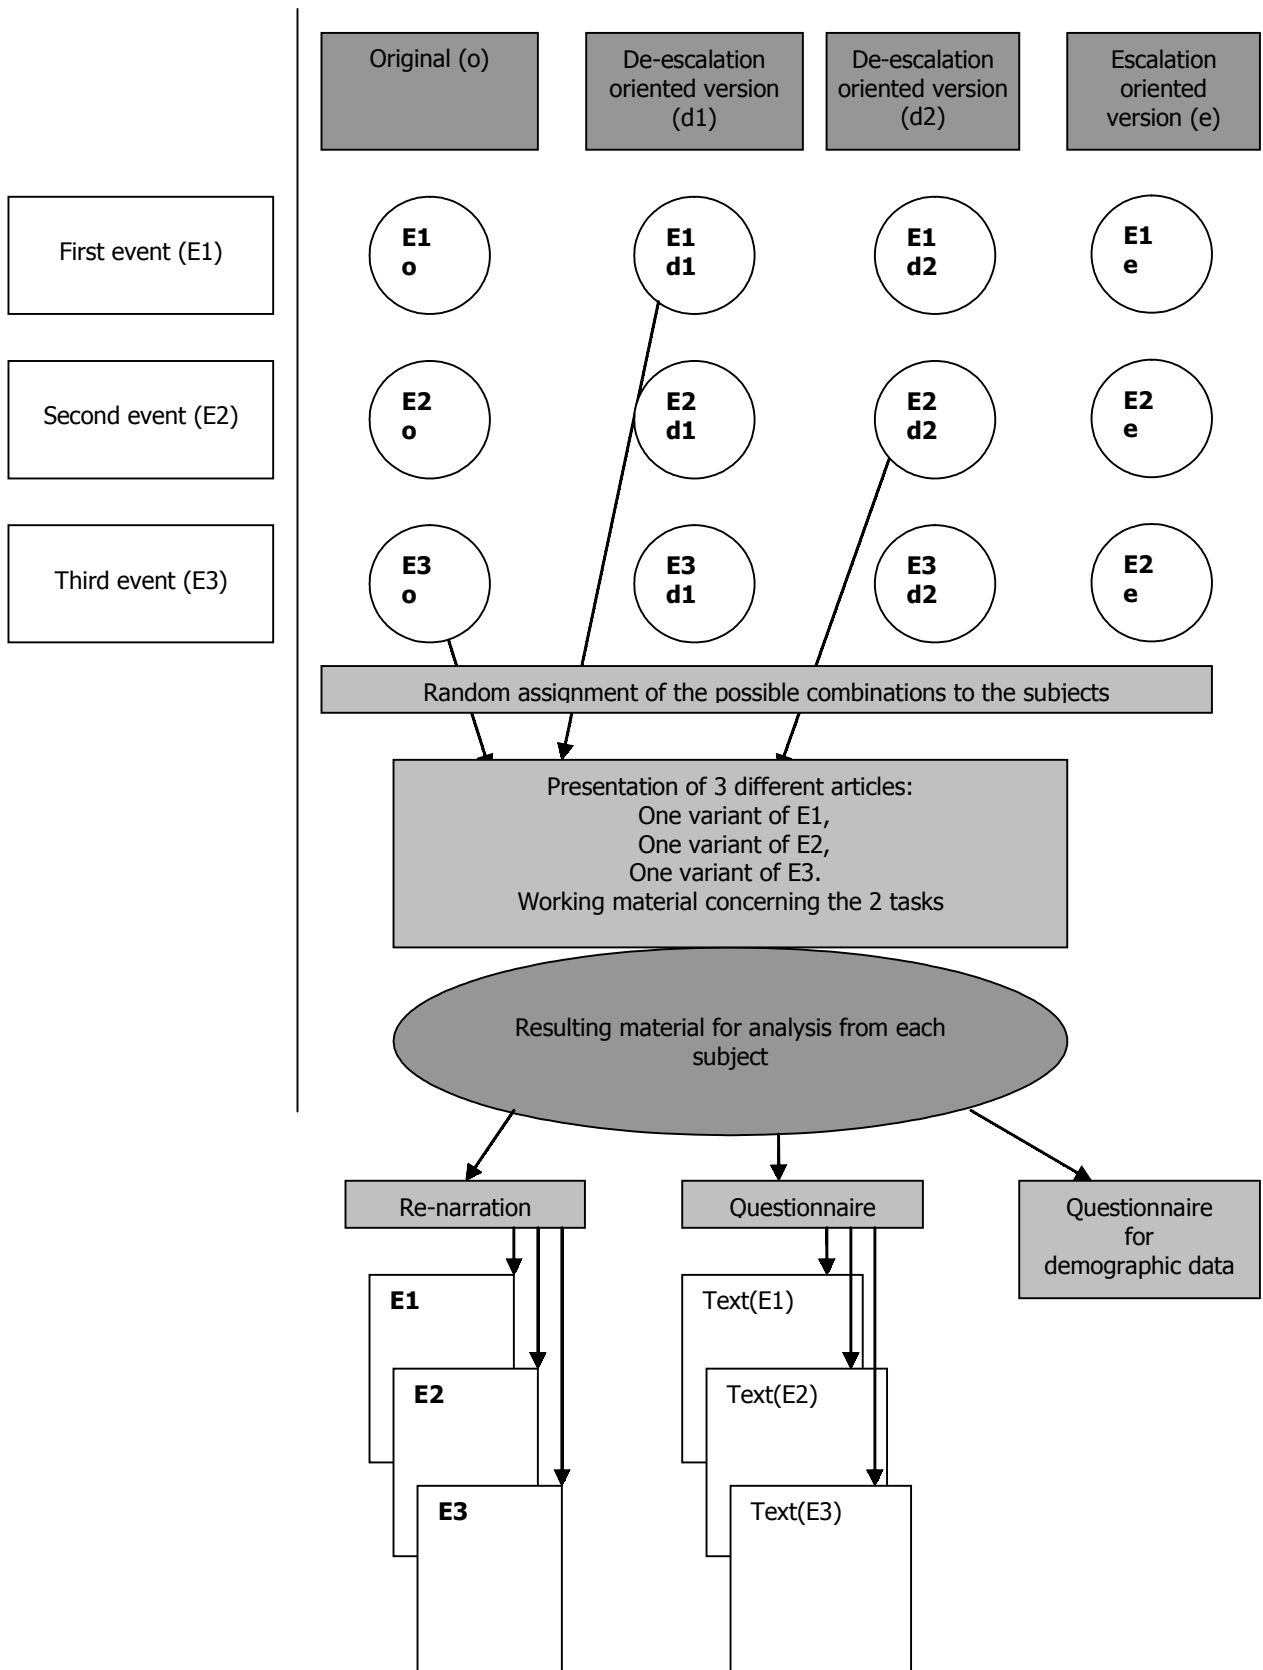 Original (o)
De-escalation
oriented version
(d1)
De-escalation
oriented version
(d2)
Escalation
oriented
version (e)
First event (E1)
E1
o
E1
d1
E1
d2
E1
e
Second event (E2)
E2
o
E2
d1
E2
d2
E2
e
Third event (E3)
E3
o
E3
d1
E3
d2
E2
e
Random assignment of the possible combinations to the subjects
Presentation of 3 different articles:
One variant of E1,
One variant of E2,
One variant of E3.
Working material concerning the 2 tasks
Resulting material for analysis from each
subject
Re-narration
Questionnaire
Questionnaire
for
demographic data
E1
E2
E3
Text(E1)
Text(E2)
Text(E3)